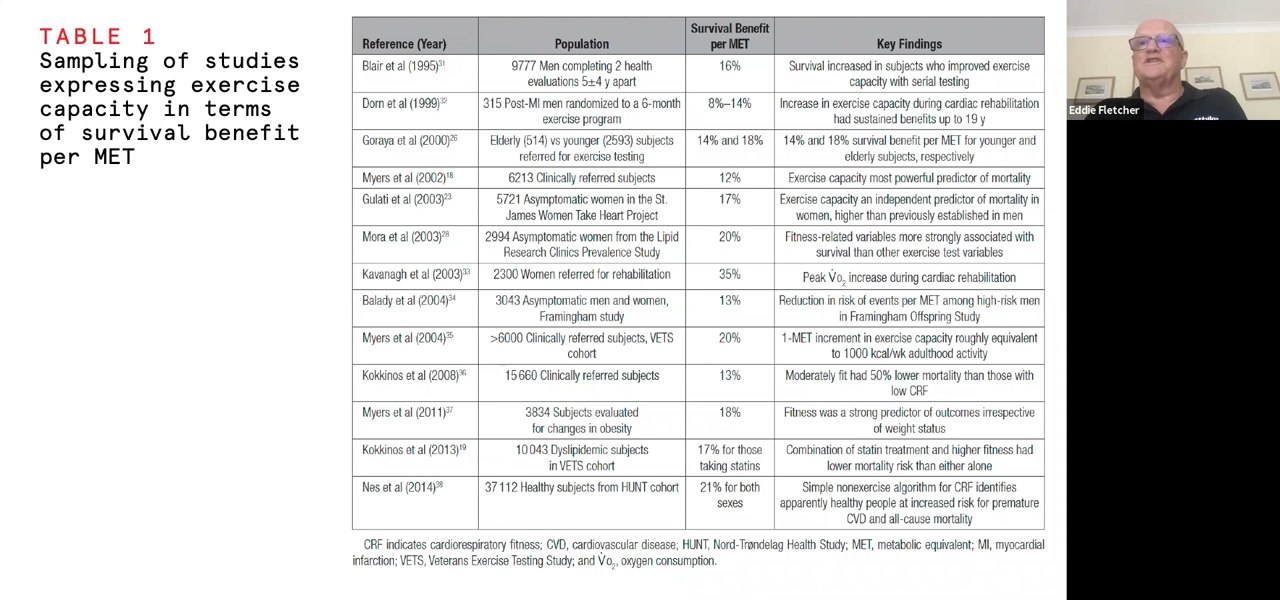 TABLE 1
Sampling of studies
expressing exercise
capacity in terms
of survival benefit
per MET
Reference (Year) Population Survival Benefit per MET Key Findings
Blair et al (1995)31 9777 Men completing 2 health evaluations 5±4 y apart 16% Survival increased in subjects who improved exercise capacity with serial testing
Dorn et al (1999)32 315 Post-MI men randomized to a 6-month exercise program 8%–14% Increase in exercise capacity during cardiac rehabilitation had sustained benefits up to 19 y
Goraya et al (2000)26 Elderly (514) vs younger (2593) subjects referred for exercise testing 14% and 18% 14% and 18% survival benefit per MET for younger and elderly subjects, respectively
Myers et al (2002)18 6213 Clinically referred subjects 12% Exercise capacity most powerful predictor of mortality
Gulati et al (2003)23 5721 Asymptomatic women in the St. James Women Take Heart Project 17% Exercise capacity an independent predictor of mortality in women, higher than previously established in men
Mora et al (2003)28 2994 Asymptomatic women from the Lipid Research Clinics Prevalence Study 20% Fitness-related variables more strongly associated with survival than other exercise test variables
Kavanagh et al (2003)33 2300 Women referred for rehabilitation 35% Peak V̇o2 increase during cardiac rehabilitation
Balady et al (2004)34 3043 Asymptomatic men and women, Framingham study 13% Reduction in risk of events per MET among high-risk men in Framingham Offspring Study
Myers et al (2004)35 >6000 Clinically referred subjects, VETS cohort 20% 1-MET increment in exercise capacity roughly equivalent to 1000 kcal/wk adulthood activity
Kokkinos et al (2008)36 15 660 Clinically referred subjects 13% Moderately fit had 50% lower mortality than those with low CRF
Myers et al (2011)37 3834 Subjects evaluated for changes in obesity 18% Fitness was a strong predictor of outcomes irrespective of weight status
Kokkinos et al (2013)19 10 043 Dyslipidemic subjects in VETS cohort 17% for those taking statins Combination of statin treatment and higher fitness had lower mortality risk than either alone
Nes et al (2014)38 37 112 Healthy subjects from HUNT cohort 21% for both sexes Simple nonexercise algorithm for CRF identifies apparently healthy people at increased risk for premature CVD and all-cause mortality
CRF indicates cardiorespiratory fitness; CVD, cardiovascular disease; HUNT, Nord-Trøndelag Health Study; MET, metabolic equivalent; MI, myocardial
infarction; VETS, Veterans Exercise Testing Study; and V̇o2, oxygen consumption.
Eddie Fletcher